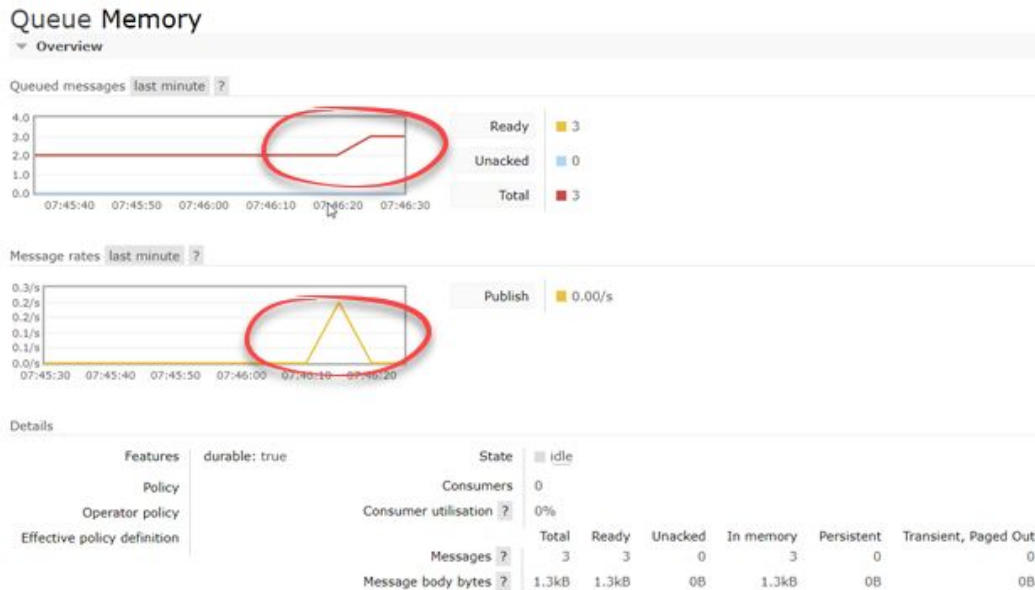 Queue Memory
Overview
Queued messages last minute ?
4.0
3.0
2.0
1.0
0.0
07:45:40 07:45:50 07:46:00 07:46:10 07:46:20 07:46:30
Ready 3
Unacked 0
Total 3
Message rates last minute ?
0.3/s
0.2/s
0.2/s
0.1/s
0.1/s
0.0/s
07:45:30 07:45:40 07:45:50 07:46:00 07:46:10 07:46:20
Publish 0.00/s
Details
Features durable: true State idle
Policy Consumers 0
Operator policy Consumer utilisation ? 0%
Effective policy definition
Total Ready Unacked In memory Persistent Transient, Paged Out
Messages ? 3 3 0 3 0 0
Message body bytes ? 1.3kB 1.3kB 0B 1.3kB 0B 0B